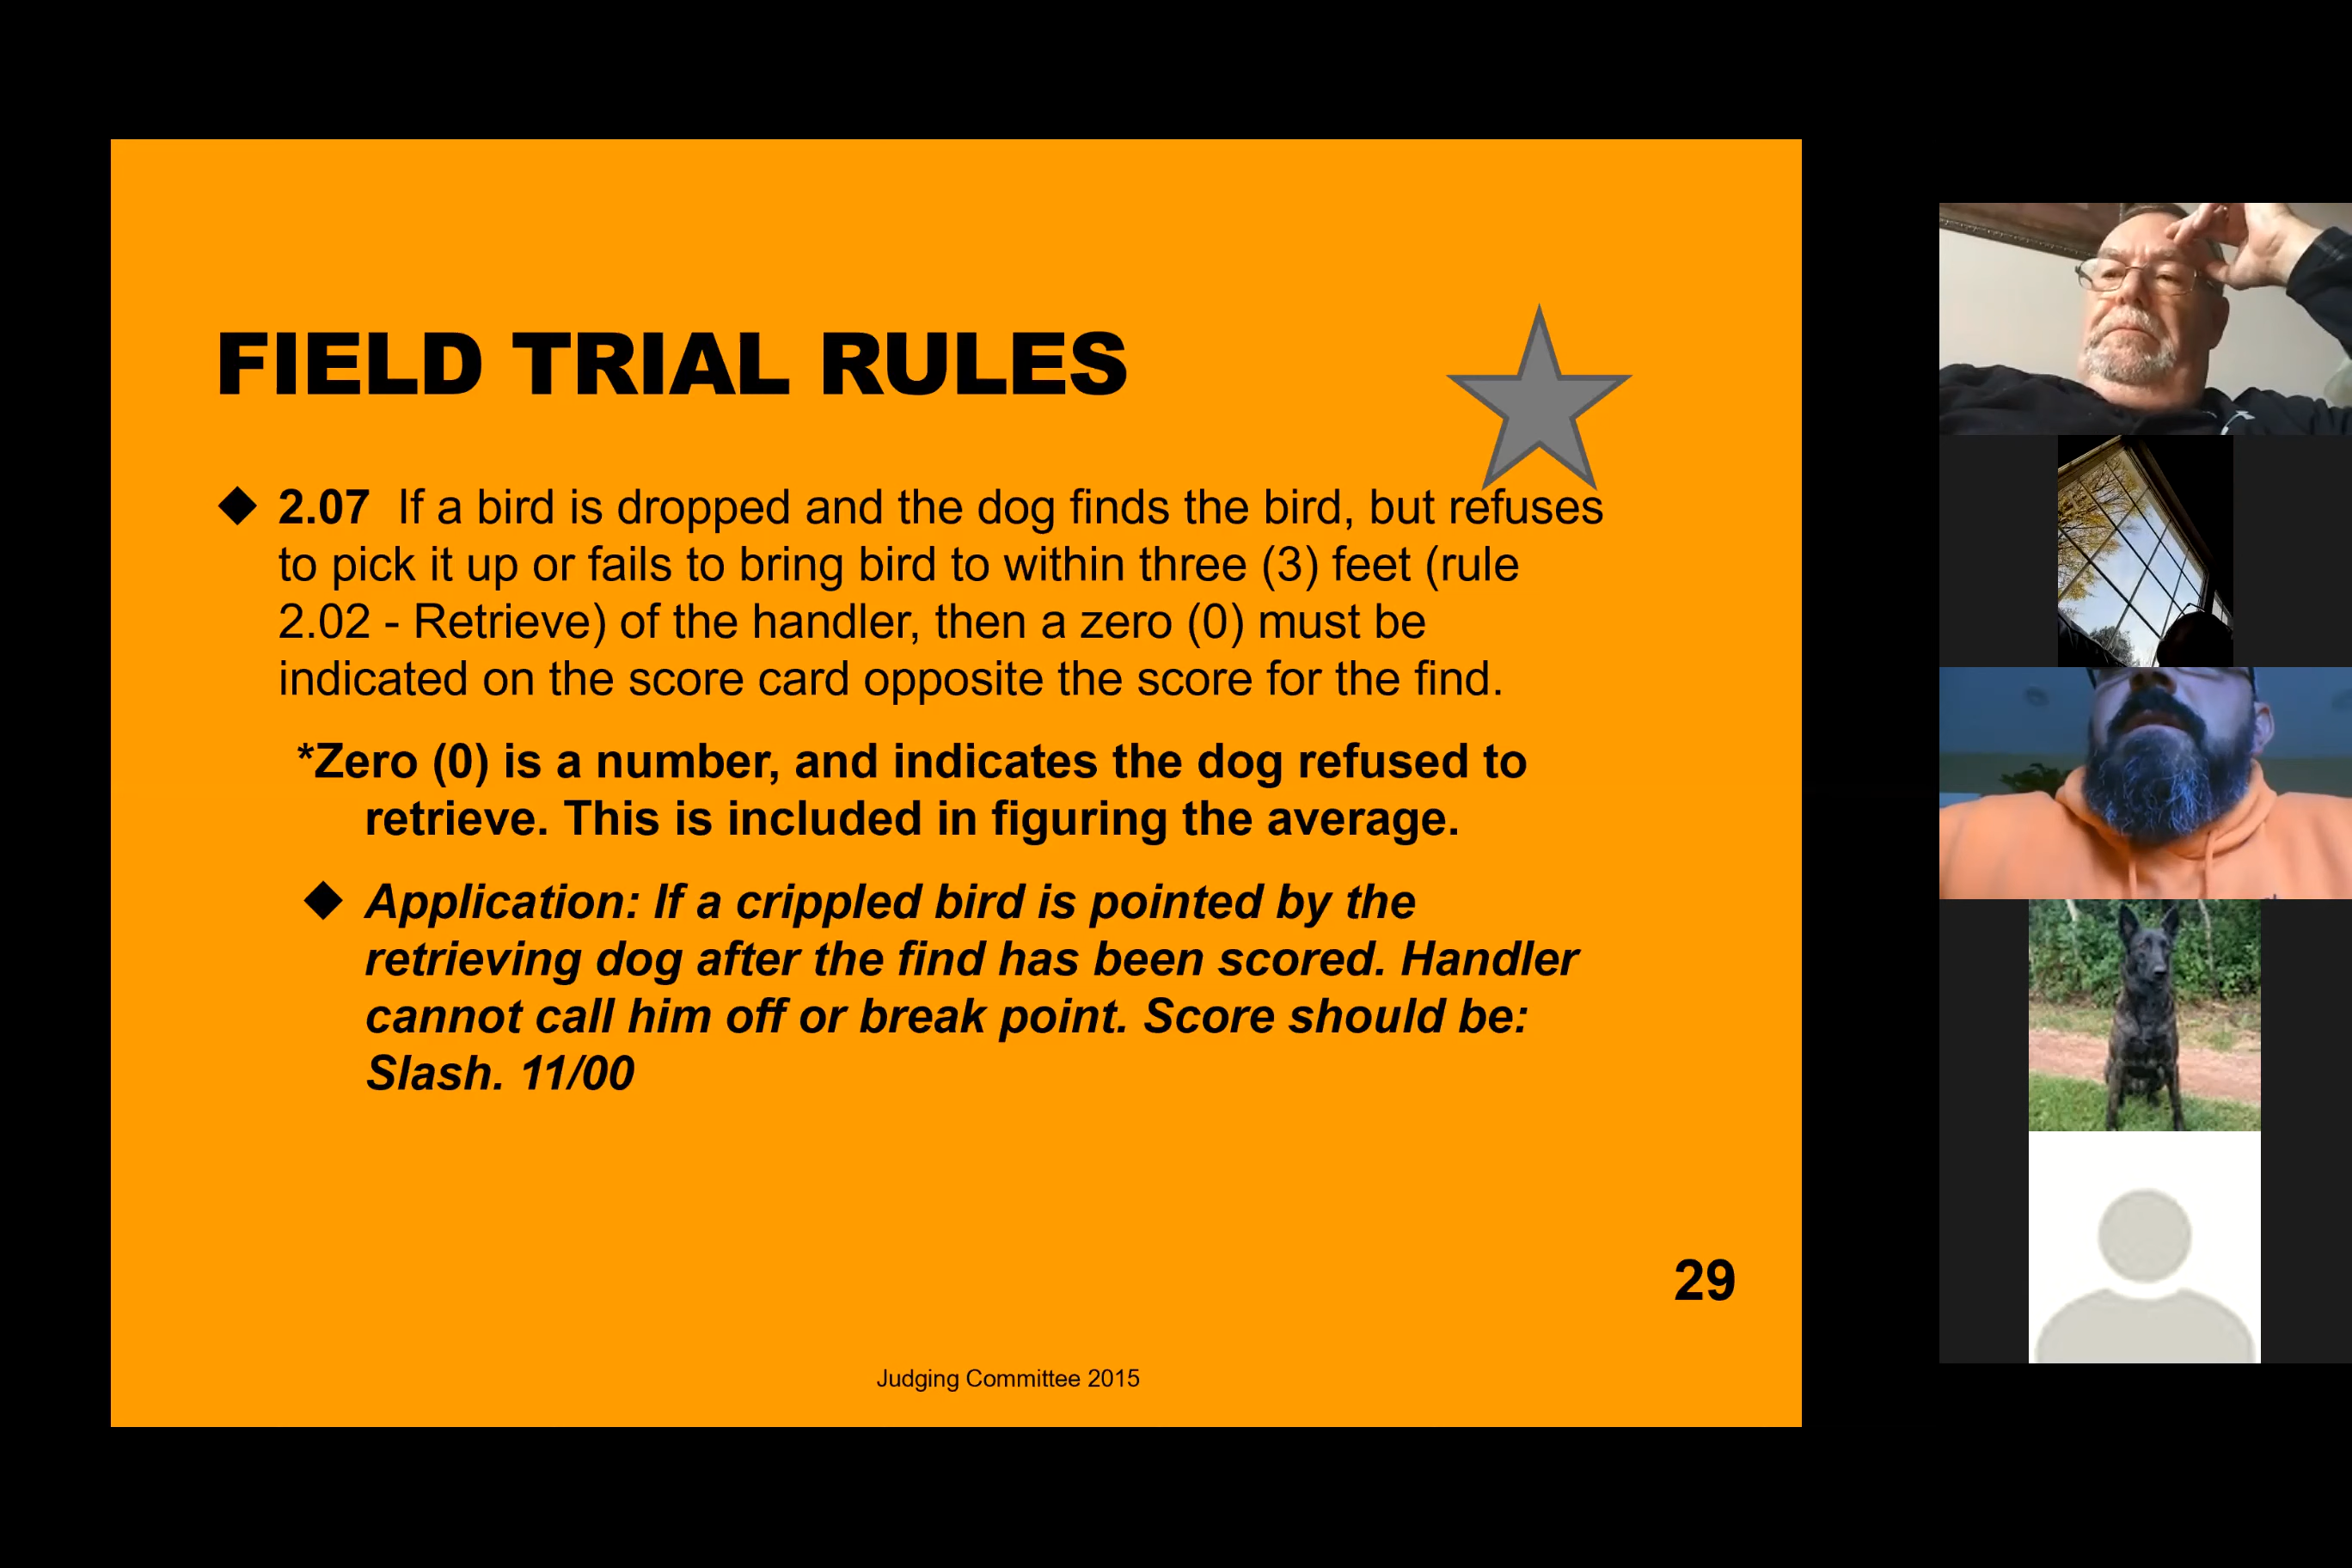 FIELD TRIAL RULES
◆ 2.07 If a bird is dropped and the dog finds the bird, but refuses
to pick it up or fails to bring bird to within three (3) feet (rule
2.02 - Retrieve) of the handler, then a zero (0) must be
indicated on the score card opposite the score for the find.
*Zero (0) is a number, and indicates the dog refused to
retrieve. This is included in figuring the average.
◆ Application: If a crippled bird is pointed by the
retrieving dog after the find has been scored. Handler
cannot call him off or break point. Score should be:
Slash. 11/00
29
Judging Committee 2015